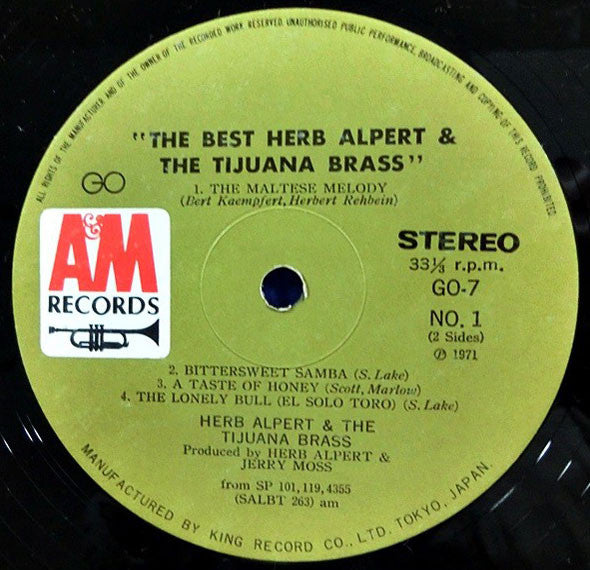 ALL RIGHTS OF THE MANUFACTURER AND OF THE OWNER OF THE RECORDED WORK RESERVED. UNAUTHORISED PUBLIC PERFORMANCE, BROADCASTING AND COPYING OF THIS RECORD PROHIBITED.
"THE BEST HERB ALPERT &
THE TIJUANA BRASS"
GO
1. THE MALTESE MELODY
(Bert Kaempfert, Herbert Rehbein)
A&M
RECORDS
STEREO
33⅓ r.p.m.
GO-7
NO. 1
(2 Sides)
Ⓟ 1971
2. BITTERSWEET SAMBA (S. Lake)
3. A TASTE OF HONEY (Scott, Marlow)
4. THE LONELY BULL (EL SOLO TORO) (S. Lake)
HERB ALPERT & THE
TIJUANA BRASS
Produced by HERB ALPERT &
JERRY MOSS
from SP 101, 119, 4355
(SALBT 263) am
MANUFACTURED BY KING RECORD CO., LTD. TOKYO, JAPAN.